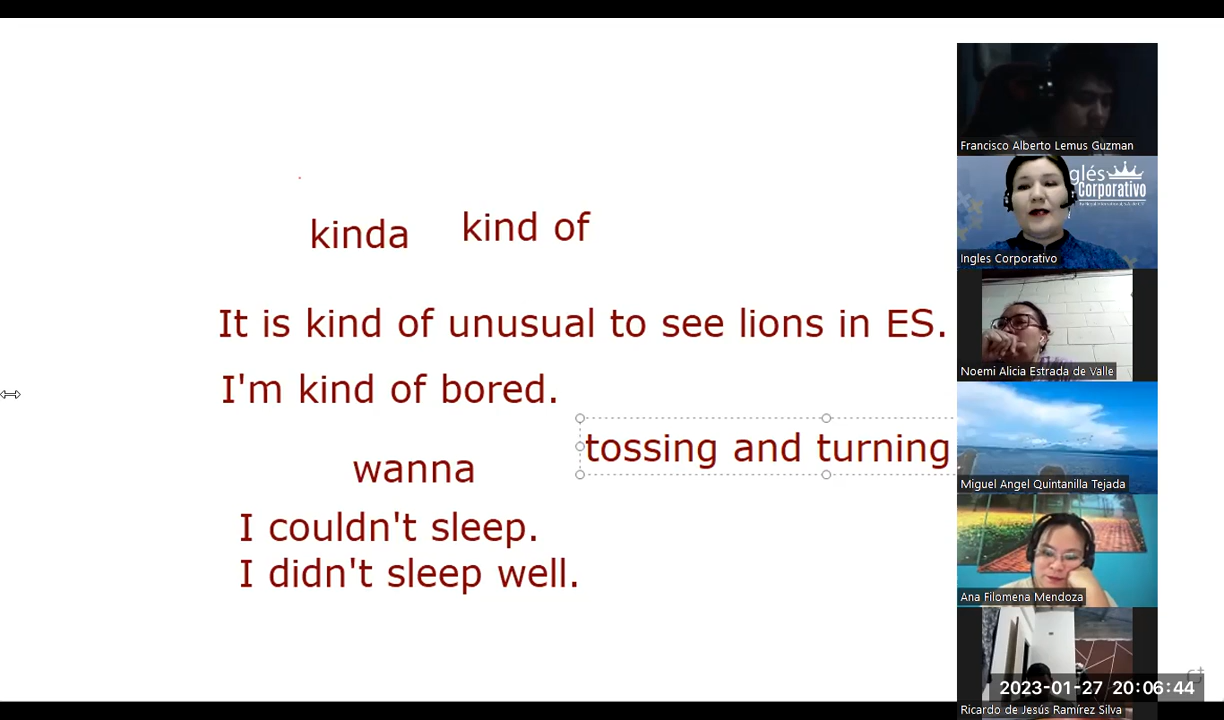 kinda kind of
It is kind of unusual to see lions in ES.
I'm kind of bored.
tossing and turning
wanna
I couldn't sleep.
I didn't sleep well.
Francisco Alberto Lemus Guzman
glés
Corporativo
Ingles Corporativo
Noemi Alicia Estrada de Valle
Miguel Angel Quintanilla Tejada
Ana Filomena Mendoza
2023-01-27 20:06:44
Ricardo de Jesús Ramírez Silva